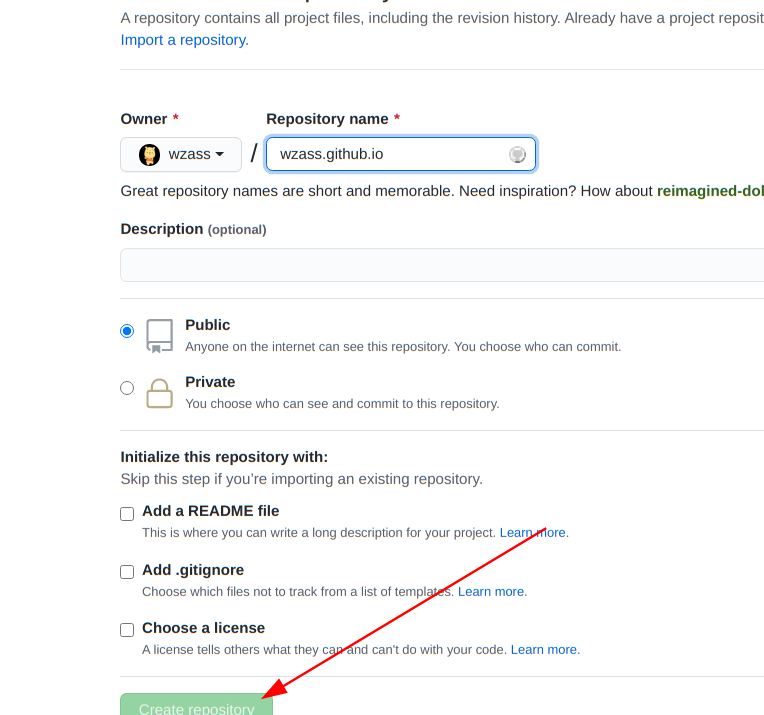 A repository contains all project files, including the revision history. Already have a project reposit
Import a repository.
Owner * Repository name *
wzass / wzass.github.io
Great repository names are short and memorable. Need inspiration? How about reimagined-dol
Description (optional)
Public
Anyone on the internet can see this repository. You choose who can commit.
Private
You choose who can see and commit to this repository.
Initialize this repository with:
Skip this step if you're importing an existing repository.
Add a README file
This is where you can write a long description for your project. Learn more.
Add .gitignore
Choose which files not to track from a list of templates. Learn more.
Choose a license
A license tells others what they can and can't do with your code. Learn more.
Create repository